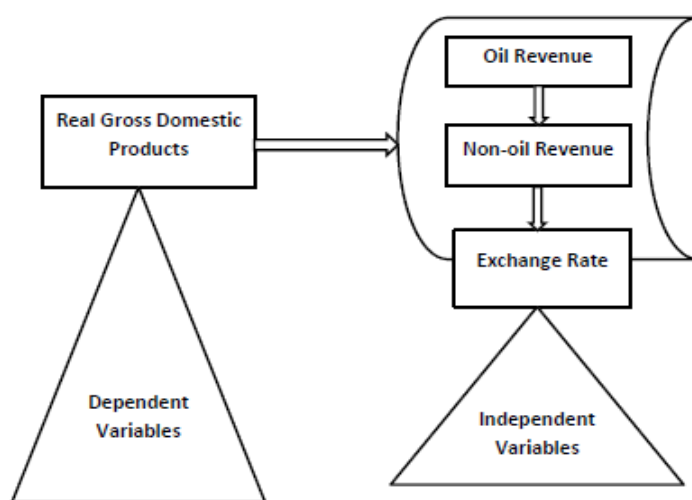 Oil Revenue
Real Gross Domestic
Products
Non-oil Revenue
Exchange Rate
Dependent
Variables
Independent
Variables